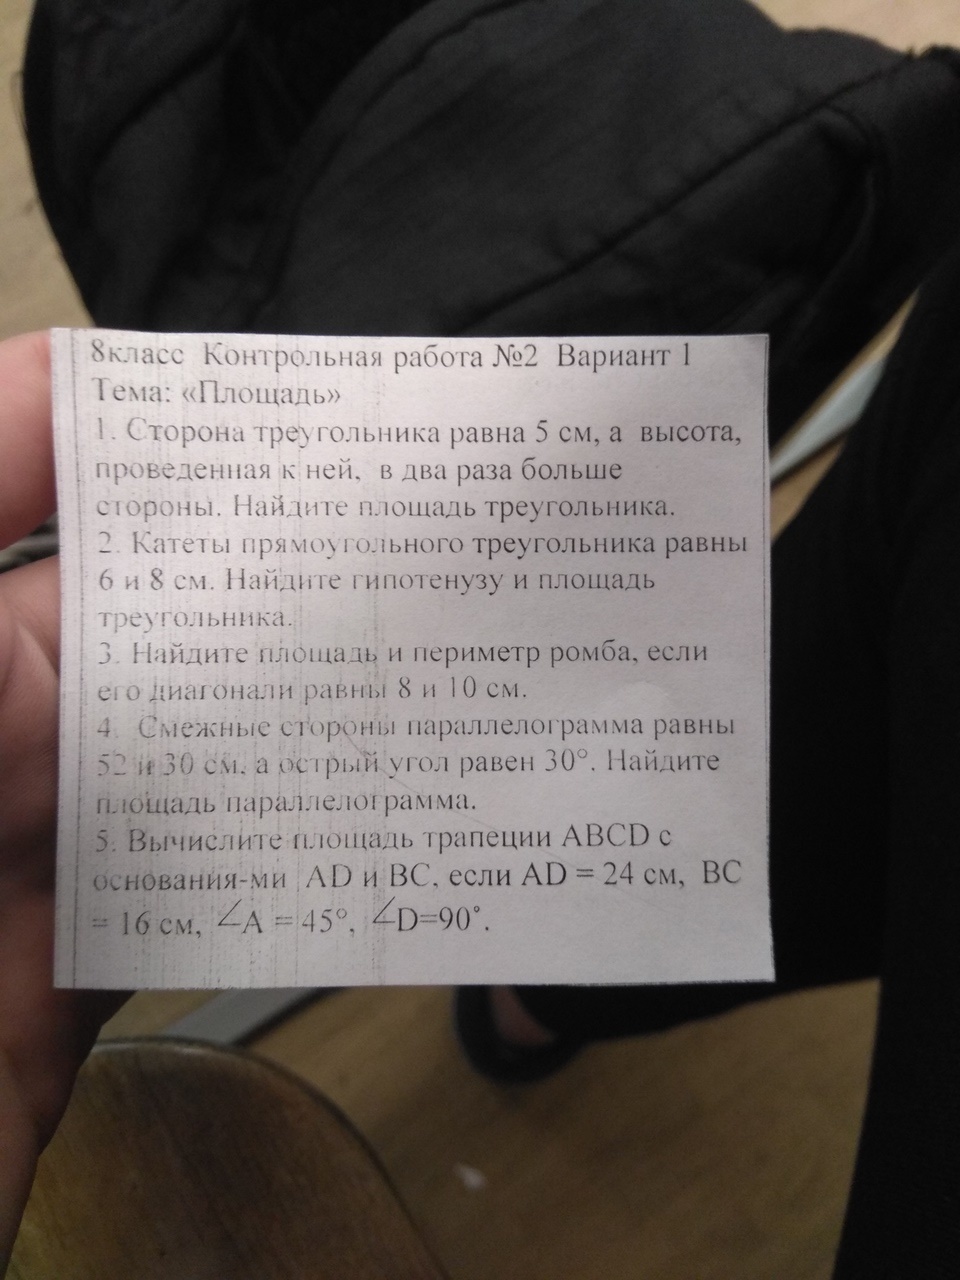 8класс Контрольная работа №2 Вариант 1
Тема: «Площадь»
1. Сторона треугольника равна 5 см, а высота,
проведенная к ней, в два раза больше
стороны. Найдите площадь треугольника.
2. Катеты прямоугольного треугольника равны
6 и 8 см. Найдите гипотенузу и площадь
треугольника.
3. Найдите площадь и периметр ромба, если
его диагонали равны 8 и 10 см.
4. Смежные стороны параллелограмма равны
52 и 30 см, а острый угол равен 30°. Найдите
площадь параллелограмма.
5. Вычислите площадь трапеции ABCD с
основания-ми AD и BC, если AD = 24 см, BC
= 16 см, ∠A = 45°, ∠D=90°.